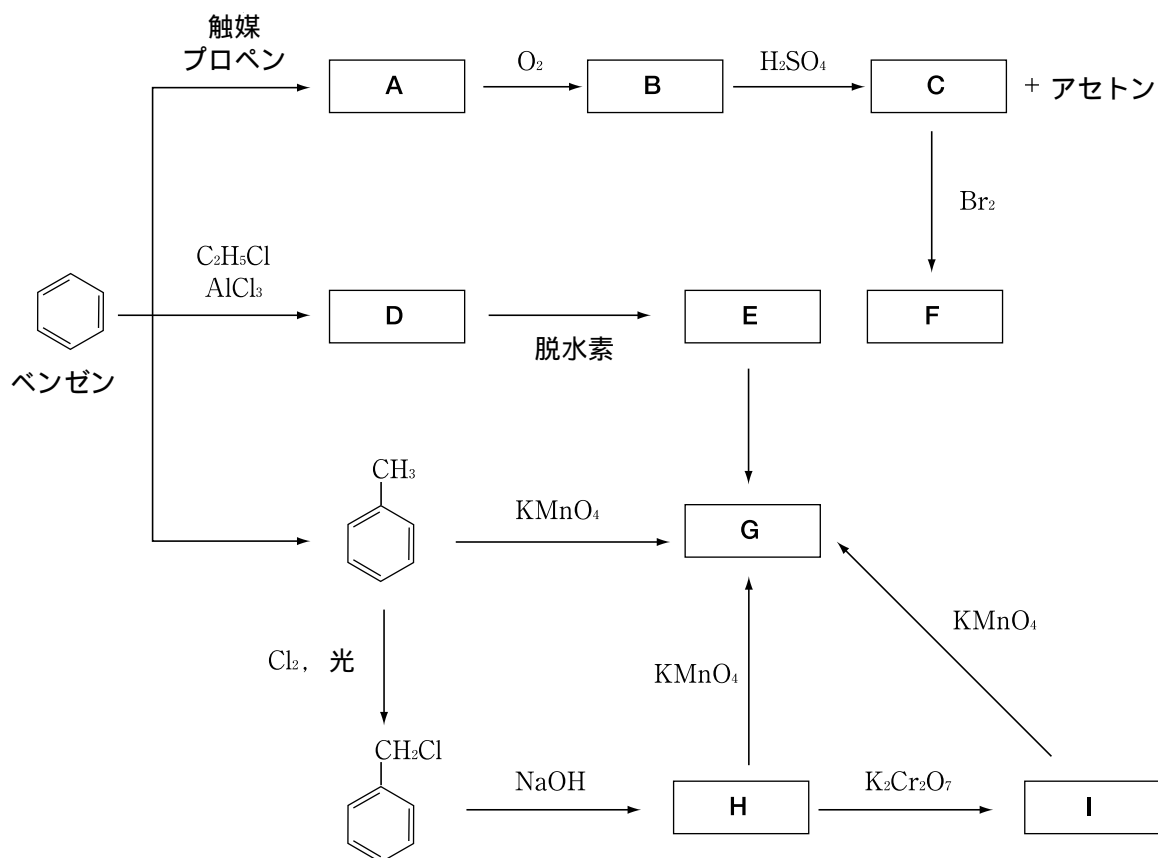 触媒
プロペン
A
O₂
B
H₂SO₄
C
+ アセトン
Br₂
C₂H₅Cl
AlCl₃
ベンゼン
D
脱水素
E
F
CH₃
KMnO₄
G
Cl₂, 光
KMnO₄
KMnO₄
CH₂Cl
NaOH
H
K₂Cr₂O₇
I